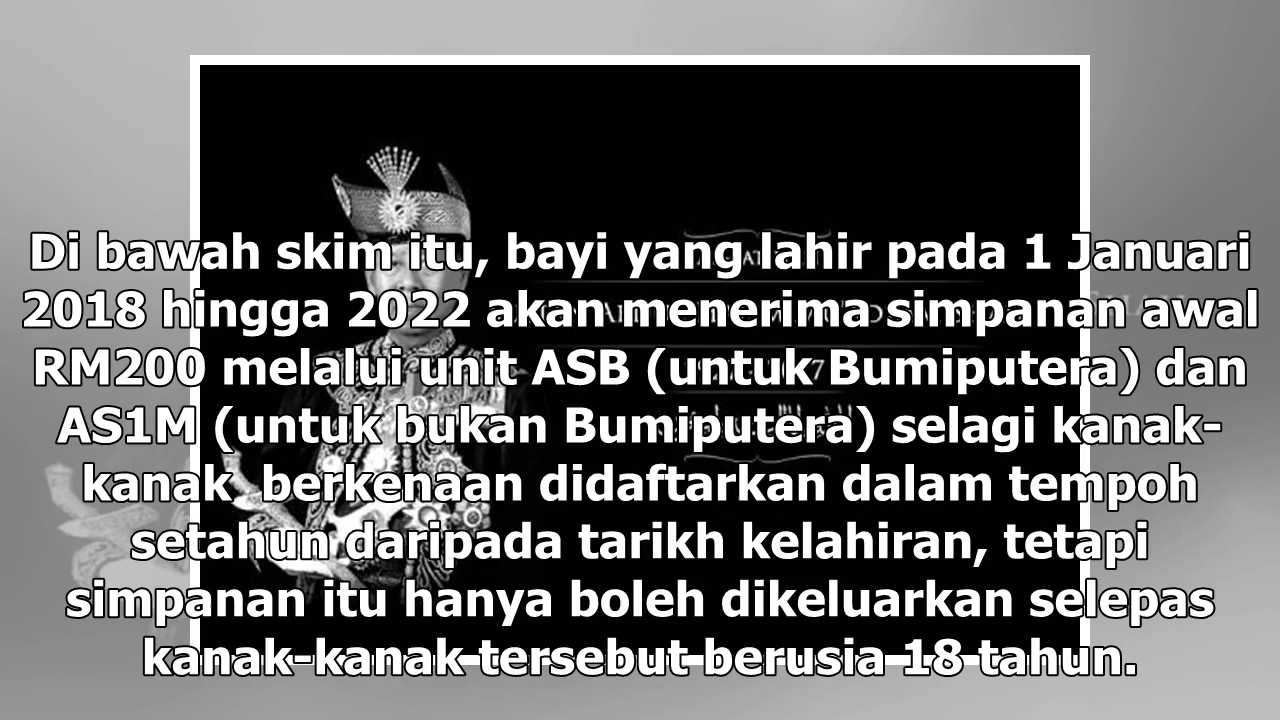 Di bawah skim itu, bayi yang lahir pada 1 Januari
2018 hingga 2022 akan menerima simpanan awal
RM200 melalui unit ASB (untuk Bumiputera) dan
AS1M (untuk bukan Bumiputera) selagi kanak-
kanak berkenaan didaftarkan dalam tempoh
setahun daripada tarikh kelahiran, tetapi
simpanan itu hanya boleh dikeluarkan selepas
kanak-kanak tersebut berusia 18 tahun.